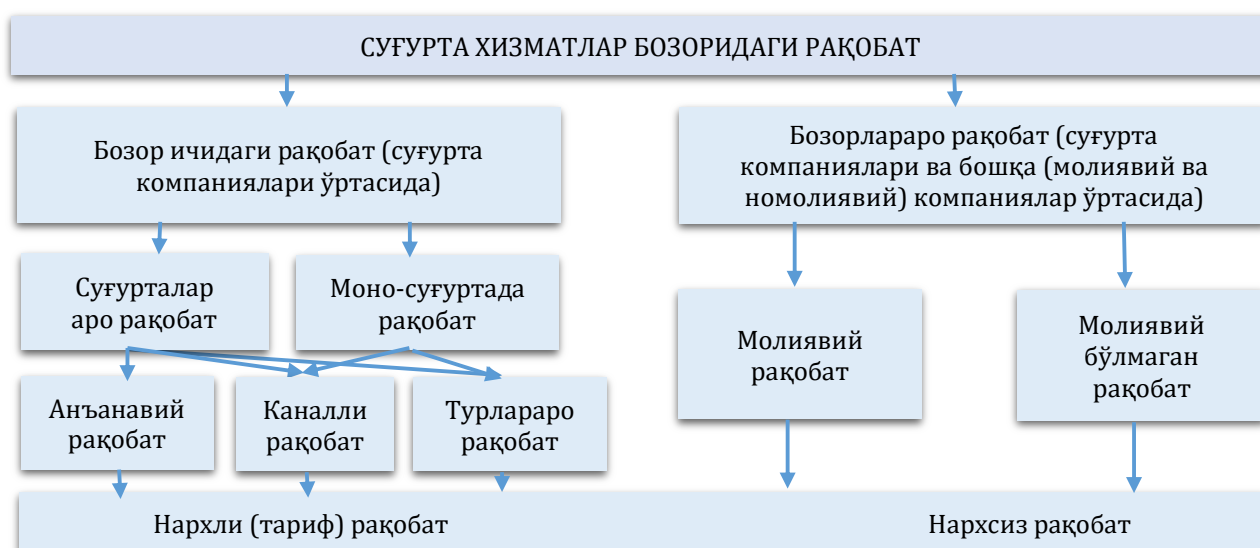 СУҒУРТА ХИЗМАТЛАР БОЗОРИДАГИ РАҚОБАТ
Бозор ичидаги рақобат (суғурта
компаниялари ўртасида)
Бозорлараро рақобат (суғурта
компаниялари ва бошқа (молиявий ва
номолиявий) компаниялар ўртасида)
Суғурталар
аро рақобат
Моно-суғуртада
рақобат
Молиявий
рақобат
Молиявий
бўлмаган
рақобат
Анъанавий
рақобат
Каналли
рақобат
Турлараро
рақобат
Нархли (тариф) рақобат
Нархсиз рақобат